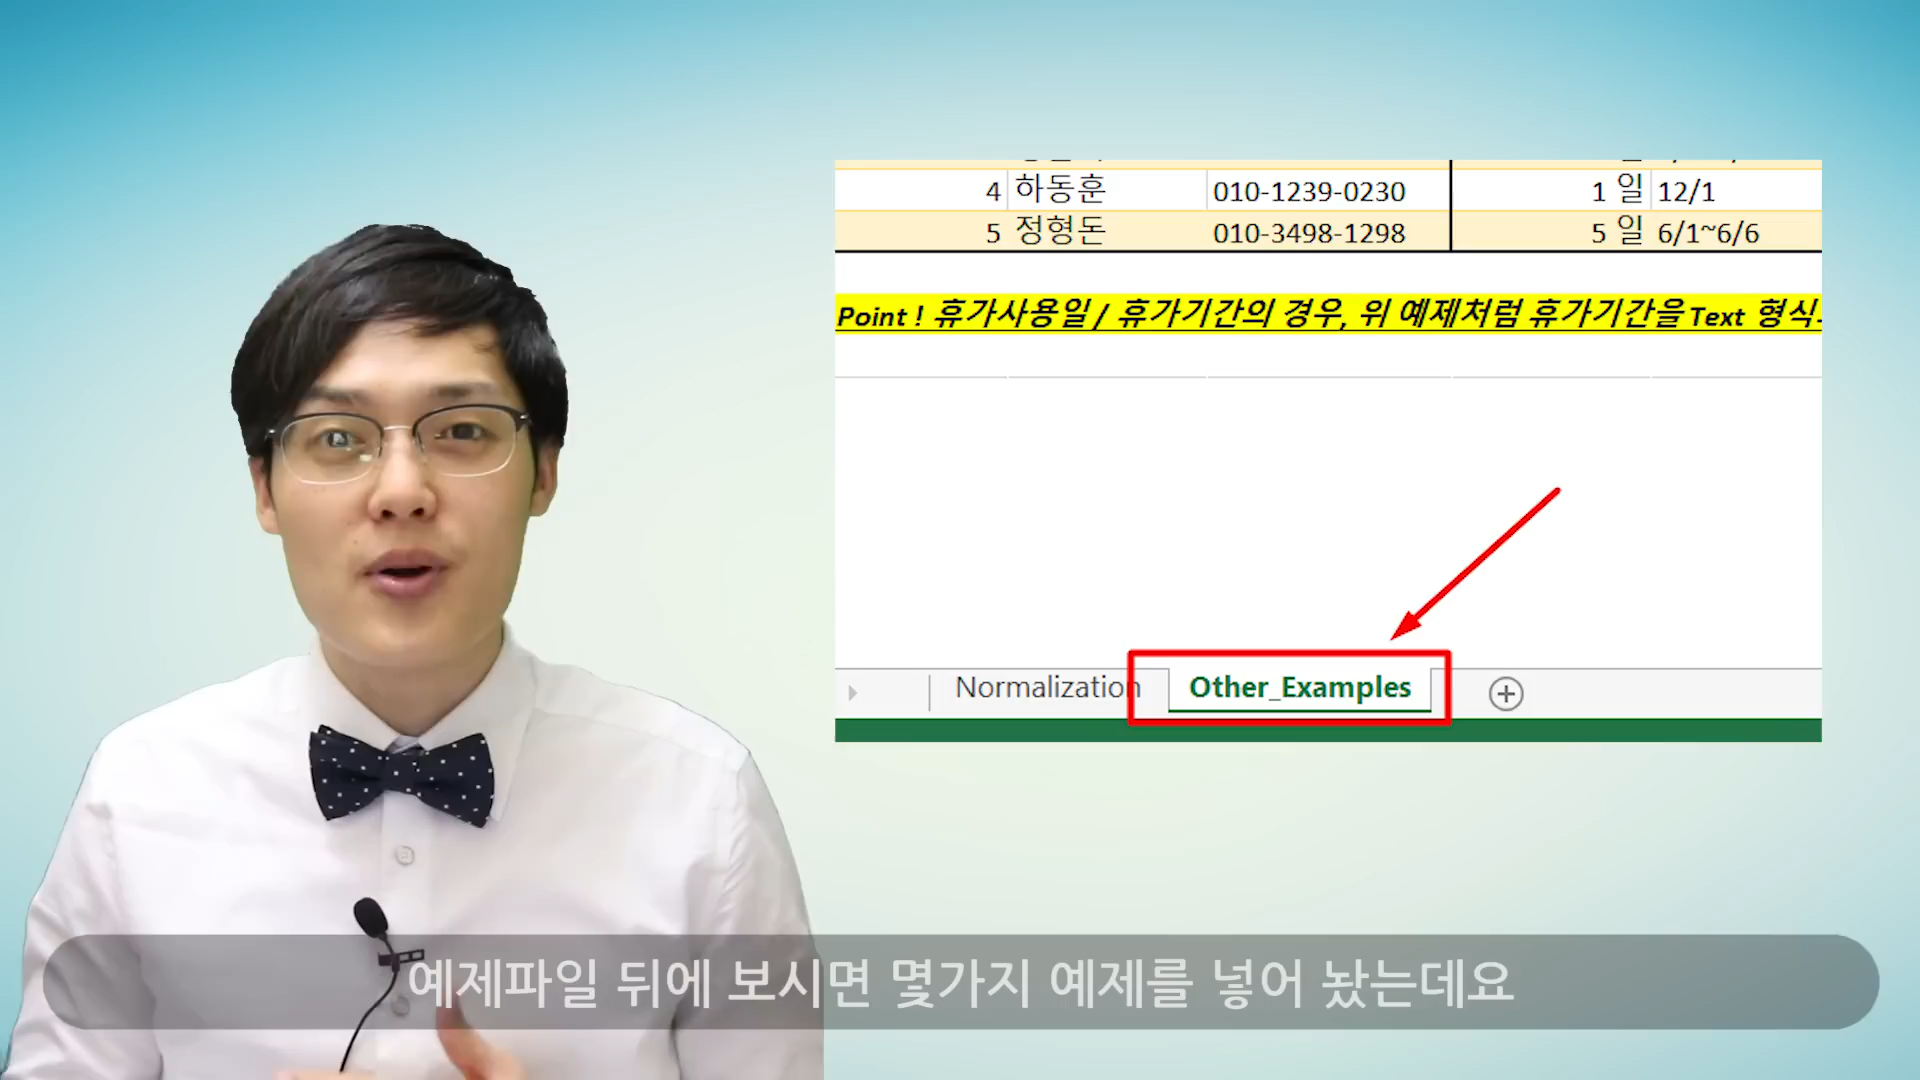 4 하동훈 010-1239-0230 1 일 12/1
5 정형돈 010-3498-1298 5 일 6/1~6/6
Point ! 휴가사용일 / 휴가기간의 경우, 위 예제처럼 휴가기간을 Text 형식
Normalization Other_Examples
예제파일 뒤에 보시면 몇가지 예제를 넣어 놨는데요